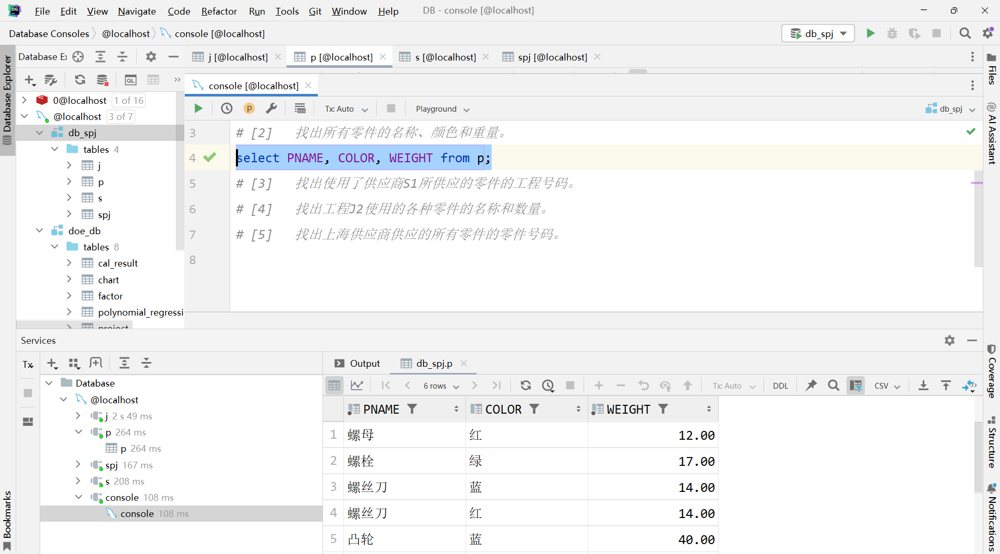 File Edit View Navigate Code Refactor Run Tools Git Window Help DB - console [@localhost]
Database Consoles @localhost console [@localhost] db_spj
Database Ex
j [@localhost] p [@localhost] s [@localhost] spj [@localhost]
console [@localhost]
Tx: Auto Playground db_spj
Database Explorer
Bookmarks
0@localhost 1 of 16
@localhost 3 of 7
db_spj
tables 4
j
p
s
spj
doe_db
tables 8
cal_result
chart
factor
polynomial_regressi
project
3 # [2] 找出所有零件的名称、颜色和重量。
4 select PNAME, COLOR, WEIGHT from p;
5 # [3] 找出使用了供应商S1所供应的零件的工程号码。
6 # [4] 找出工程J2使用的各种零件的名称和数量。
7 # [5] 找出上海供应商供应的所有零件的零件号码。
8
Files
AI Assistant
Coverage
Structure
Notifications
Services
Tx
Database
@localhost
j 2 s 49 ms
p 264 ms
p 264 ms
spj 167 ms
s 208 ms
console 108 ms
console 108 ms
Output db_spj.p
6 rows Tx: Auto DDL CSV
PNAME COLOR WEIGHT
1 螺母 红 12.00
2 螺栓 绿 17.00
3 螺丝刀 蓝 14.00
4 螺丝刀 红 14.00
5 凸轮 蓝 40.00